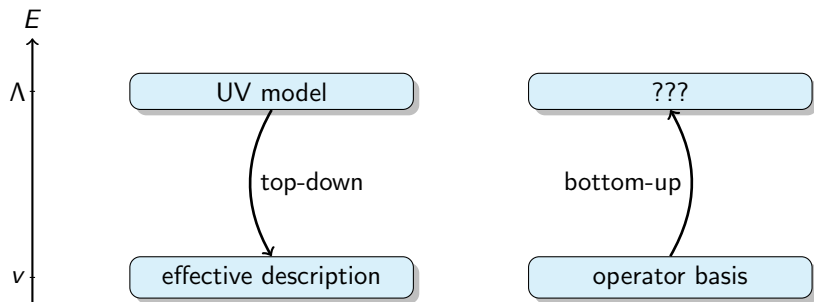 E
Λ
UV model
???
top-down
bottom-up
v
effective description
operator basis